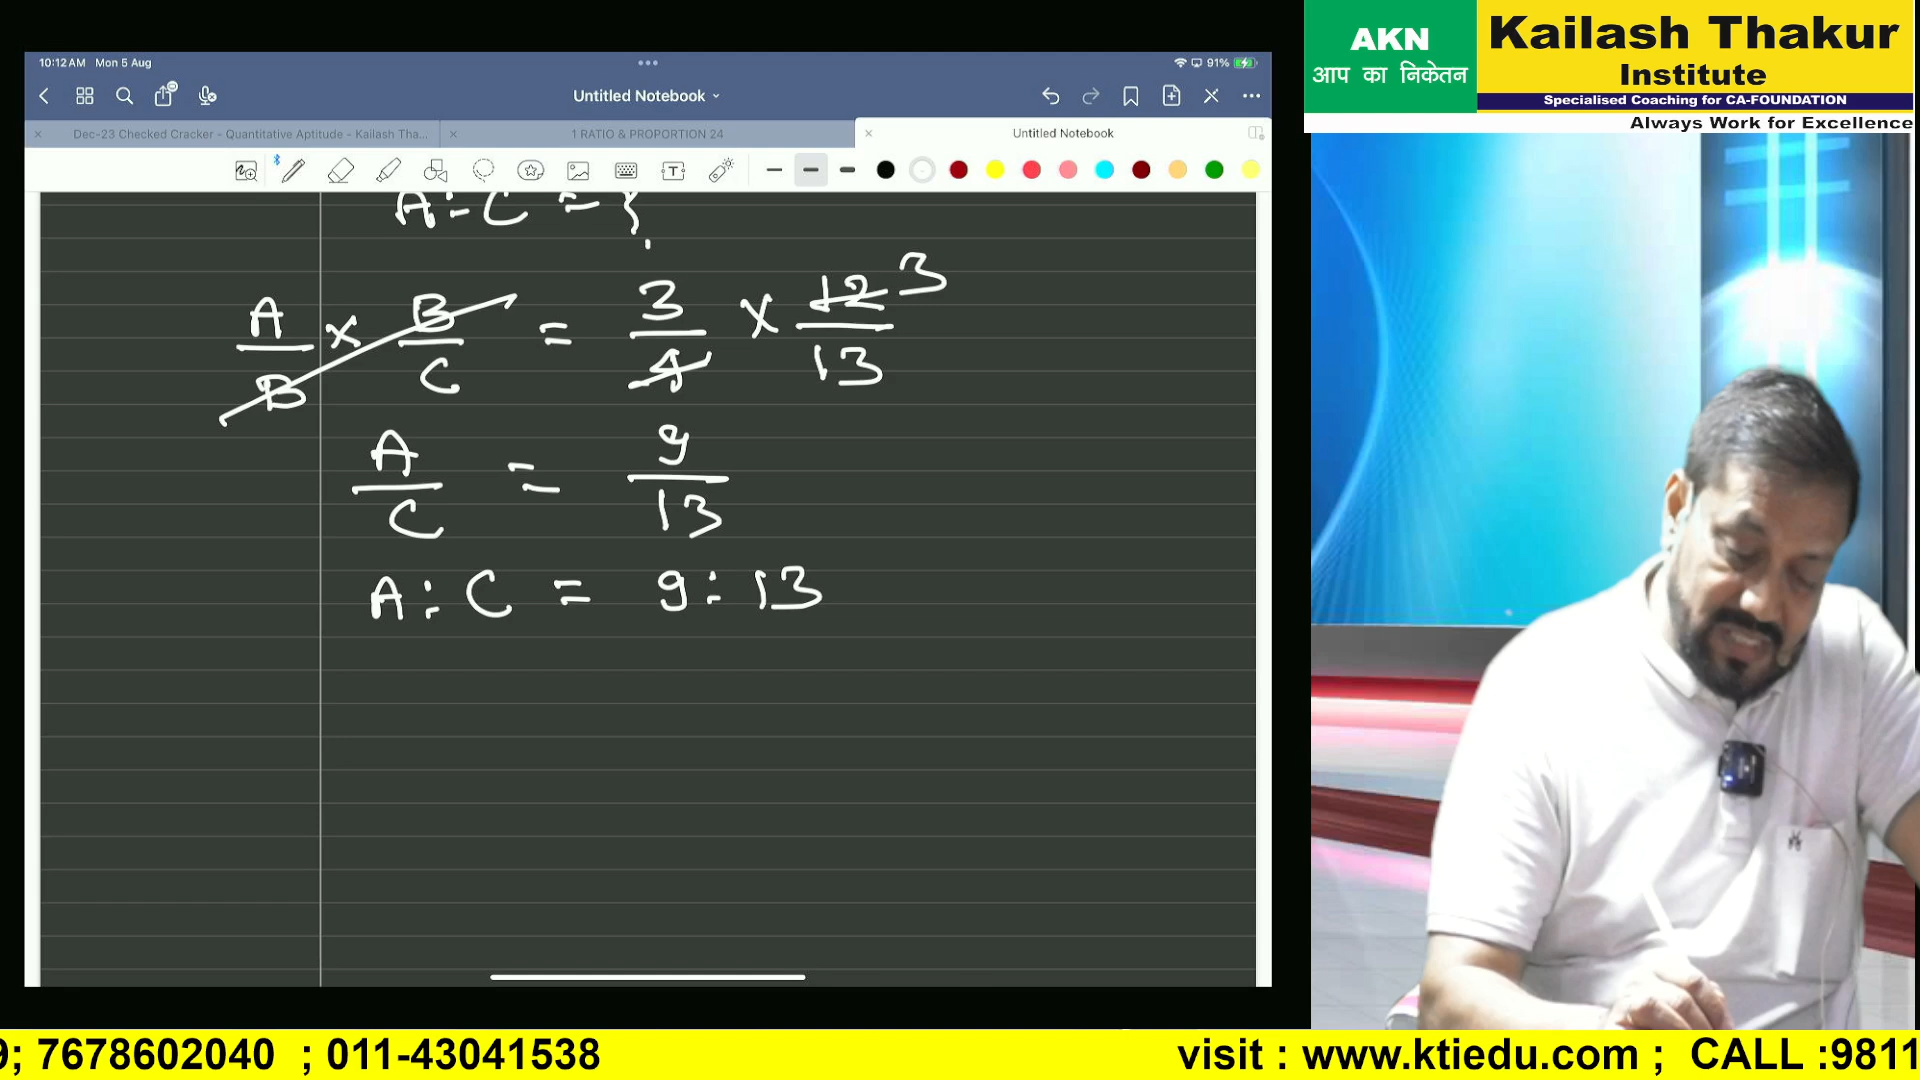 10:12 AM Mon 5 Aug
91%
Untitled Notebook
Dec-23 Checked Cracker - Quantitative Aptitude - Kailash Tha...
1 RATIO & PROPORTION 24
Untitled Notebook
A : C = ?
A/B × B/C = 3/4 × 12/13 3
A/C = 9/13
A : C = 9 : 13
AKN
आप का निकेतन
Kailash Thakur
Institute
Specialised Coaching for CA-FOUNDATION
Always Work for Excellence
9; 7678602040 ; 011-43041538
visit : www.ktiedu.com ; CALL :9811